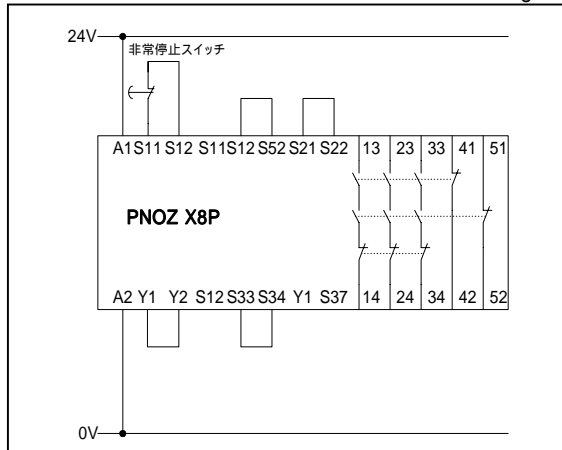 24V
非常停止スイッチ
A1 S11 S12 S11 S12 S52 S21 S22 13 23 33 41 51
PNOZ X8P
A2 Y1 Y2 S12 S33 S34 Y1 S37 14 24 34 42 52
0V